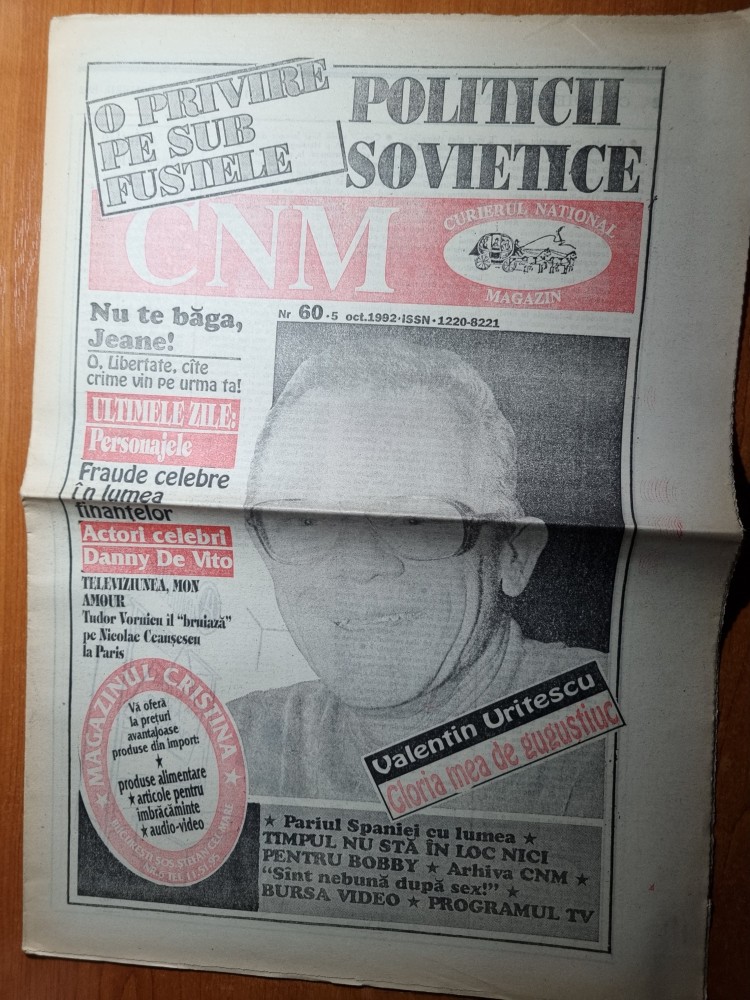 O PRIVIRE
PE SUB
FUSTELE
POLITICII
SOVIETICE
CNM
CURIERUL NATIONAL
MAGAZIN
Nr 60 • 5 oct.1992 • ISSN • 1220-8221
Nu te băga,
Jeane!
O, Libertate, cîte
crime vin pe urma ta!
ULTIMELE ZILE:
Personajele
Fraude celebre
în lumea
finanțelor
Actori celebri
Danny De Vito
TELEVIZIUNEA, MON
AMOUR
Tudor Vornicu îl "bruiază"
pe Nicolae Ceaușescu
la Paris
★ MAGAZINUL CRISTINA ★
Vă oferă
la prețuri
avantajoase
produse din import:
★
produse alimentare
★ articole pentru
îmbrăcăminte
★ audio-video
BUCUREȘTI ȘOS. ȘTEFAN CEL MARE
Valentin Uritescu
Gloria mea de gugustiuc
★ Pariul Spaniei cu lumea ★
TIMPUL NU STĂ ÎN LOC NICI
PENTRU BOBBY ★ Arhiva CNM ★
"Sînt nebună după sex!" ★
BURSA VIDEO ★ PROGRAMUL TV